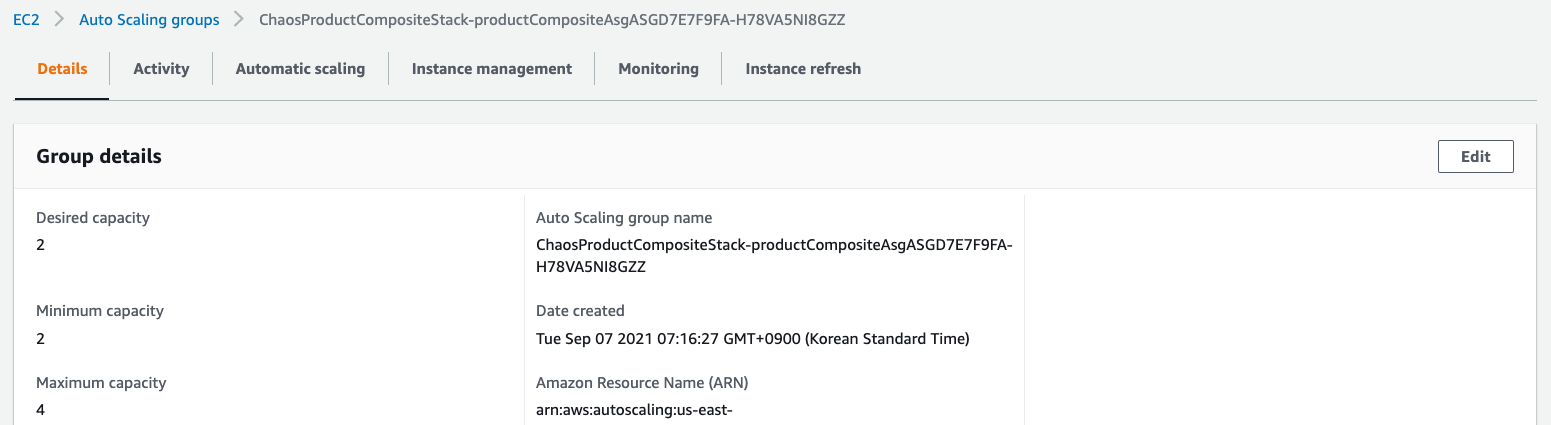 EC2 > Auto Scaling groups > ChaosProductCompositeStack-productCompositeAsgASGD7E7F9FA-H78VA5NI8GZZ
Details Activity Automatic scaling Instance management Monitoring Instance refresh
Group details Edit
Desired capacity
2
Minimum capacity
2
Maximum capacity
4
Auto Scaling group name
ChaosProductCompositeStack-productCompositeAsgASGD7E7F9FA-
H78VA5NI8GZZ
Date created
Tue Sep 07 2021 07:16:27 GMT+0900 (Korean Standard Time)
Amazon Resource Name (ARN)
arn:aws:autoscaling:us-east-